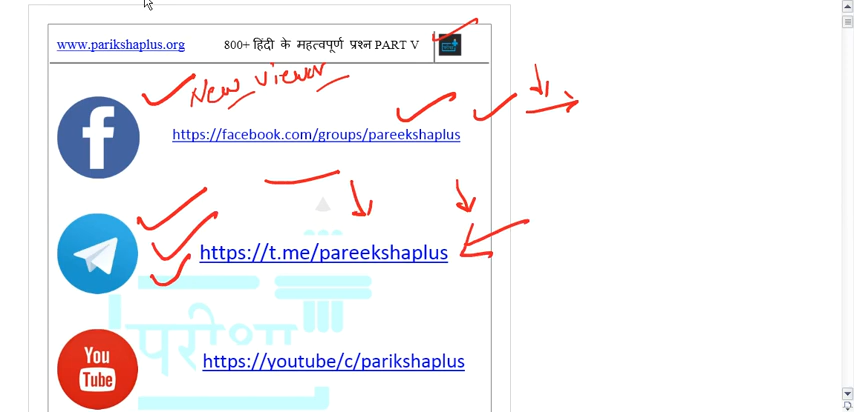 www.parikshaplus.org 800+ हिंदी के महत्वपूर्ण प्रश्न PART V
New Viewer
https://facebook.com/groups/pareekshaplus
https://t.me/pareekshaplus
You
Tube
https://youtube/c/parikshaplus